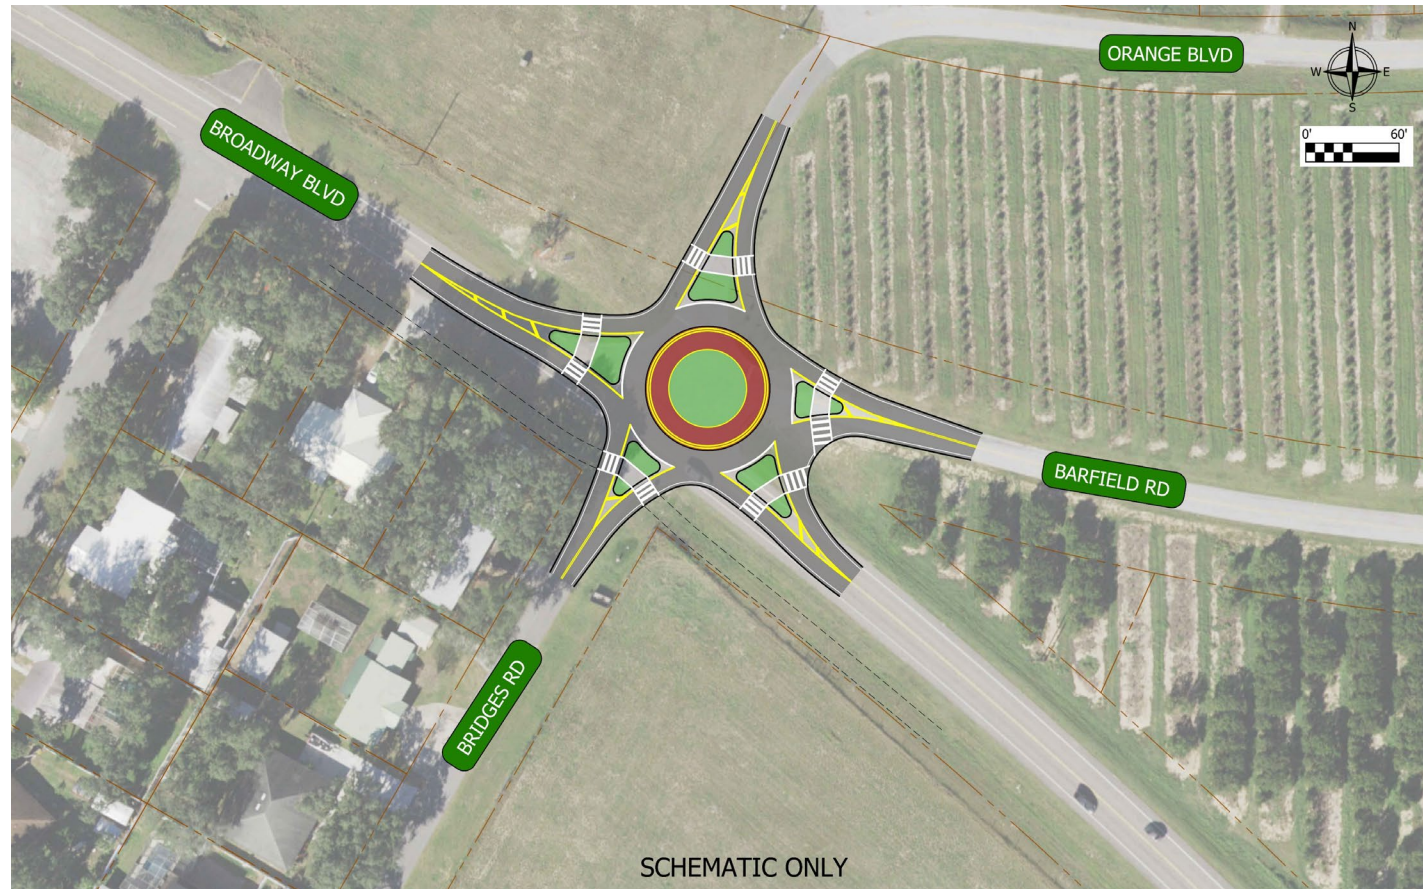 N
ORANGE BLVD
W
E
S
0'
60'
BROADWAY BLVD
BARFIELD RD
BRIDGES RD
SCHEMATIC ONLY